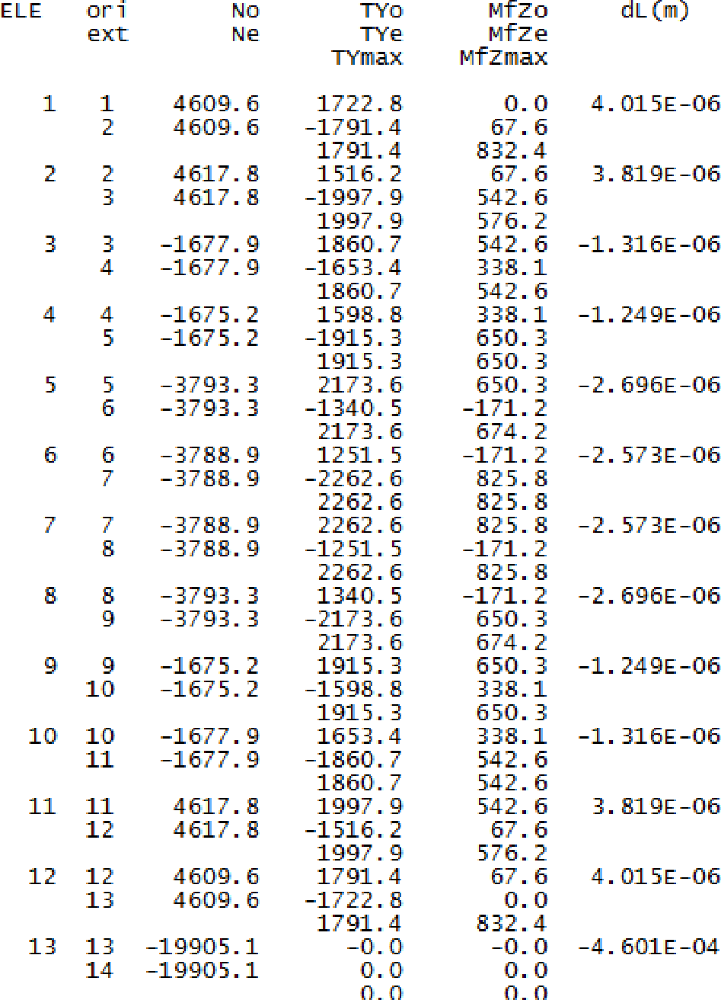 ELE ori No TYo MfZo dL(m)
ext Ne TYe MfZe
TYmax MfZmax
1 1 4609.6 1722.8 0.0 4.015E-06
2 4609.6 -1791.4 67.6
1791.4 832.4
2 2 4617.8 1516.2 67.6 3.819E-06
3 4617.8 -1997.9 542.6
1997.9 576.2
3 3 -1677.9 1860.7 542.6 -1.316E-06
4 -1677.9 -1653.4 338.1
1860.7 542.6
4 4 -1675.2 1598.8 338.1 -1.249E-06
5 -1675.2 -1915.3 650.3
1915.3 650.3
5 5 -3793.3 2173.6 650.3 -2.696E-06
6 -3793.3 -1340.5 -171.2
2173.6 674.2
6 6 -3788.9 1251.5 -171.2 -2.573E-06
7 -3788.9 -2262.6 825.8
2262.6 825.8
7 7 -3788.9 2262.6 825.8 -2.573E-06
8 -3788.9 -1251.5 -171.2
2262.6 825.8
8 8 -3793.3 1340.5 -171.2 -2.696E-06
9 -3793.3 -2173.6 650.3
2173.6 674.2
9 9 -1675.2 1915.3 650.3 -1.249E-06
10 -1675.2 -1598.8 338.1
1915.3 650.3
10 10 -1677.9 1653.4 338.1 -1.316E-06
11 -1677.9 -1860.7 542.6
1860.7 542.6
11 11 4617.8 1997.9 542.6 3.819E-06
12 4617.8 -1516.2 67.6
1997.9 576.2
12 12 4609.6 1791.4 67.6 4.015E-06
13 4609.6 -1722.8 0.0
1791.4 832.4
13 13 -19905.1 -0.0 -0.0 -4.601E-04
14 -19905.1 0.0 0.0
0.0 0.0